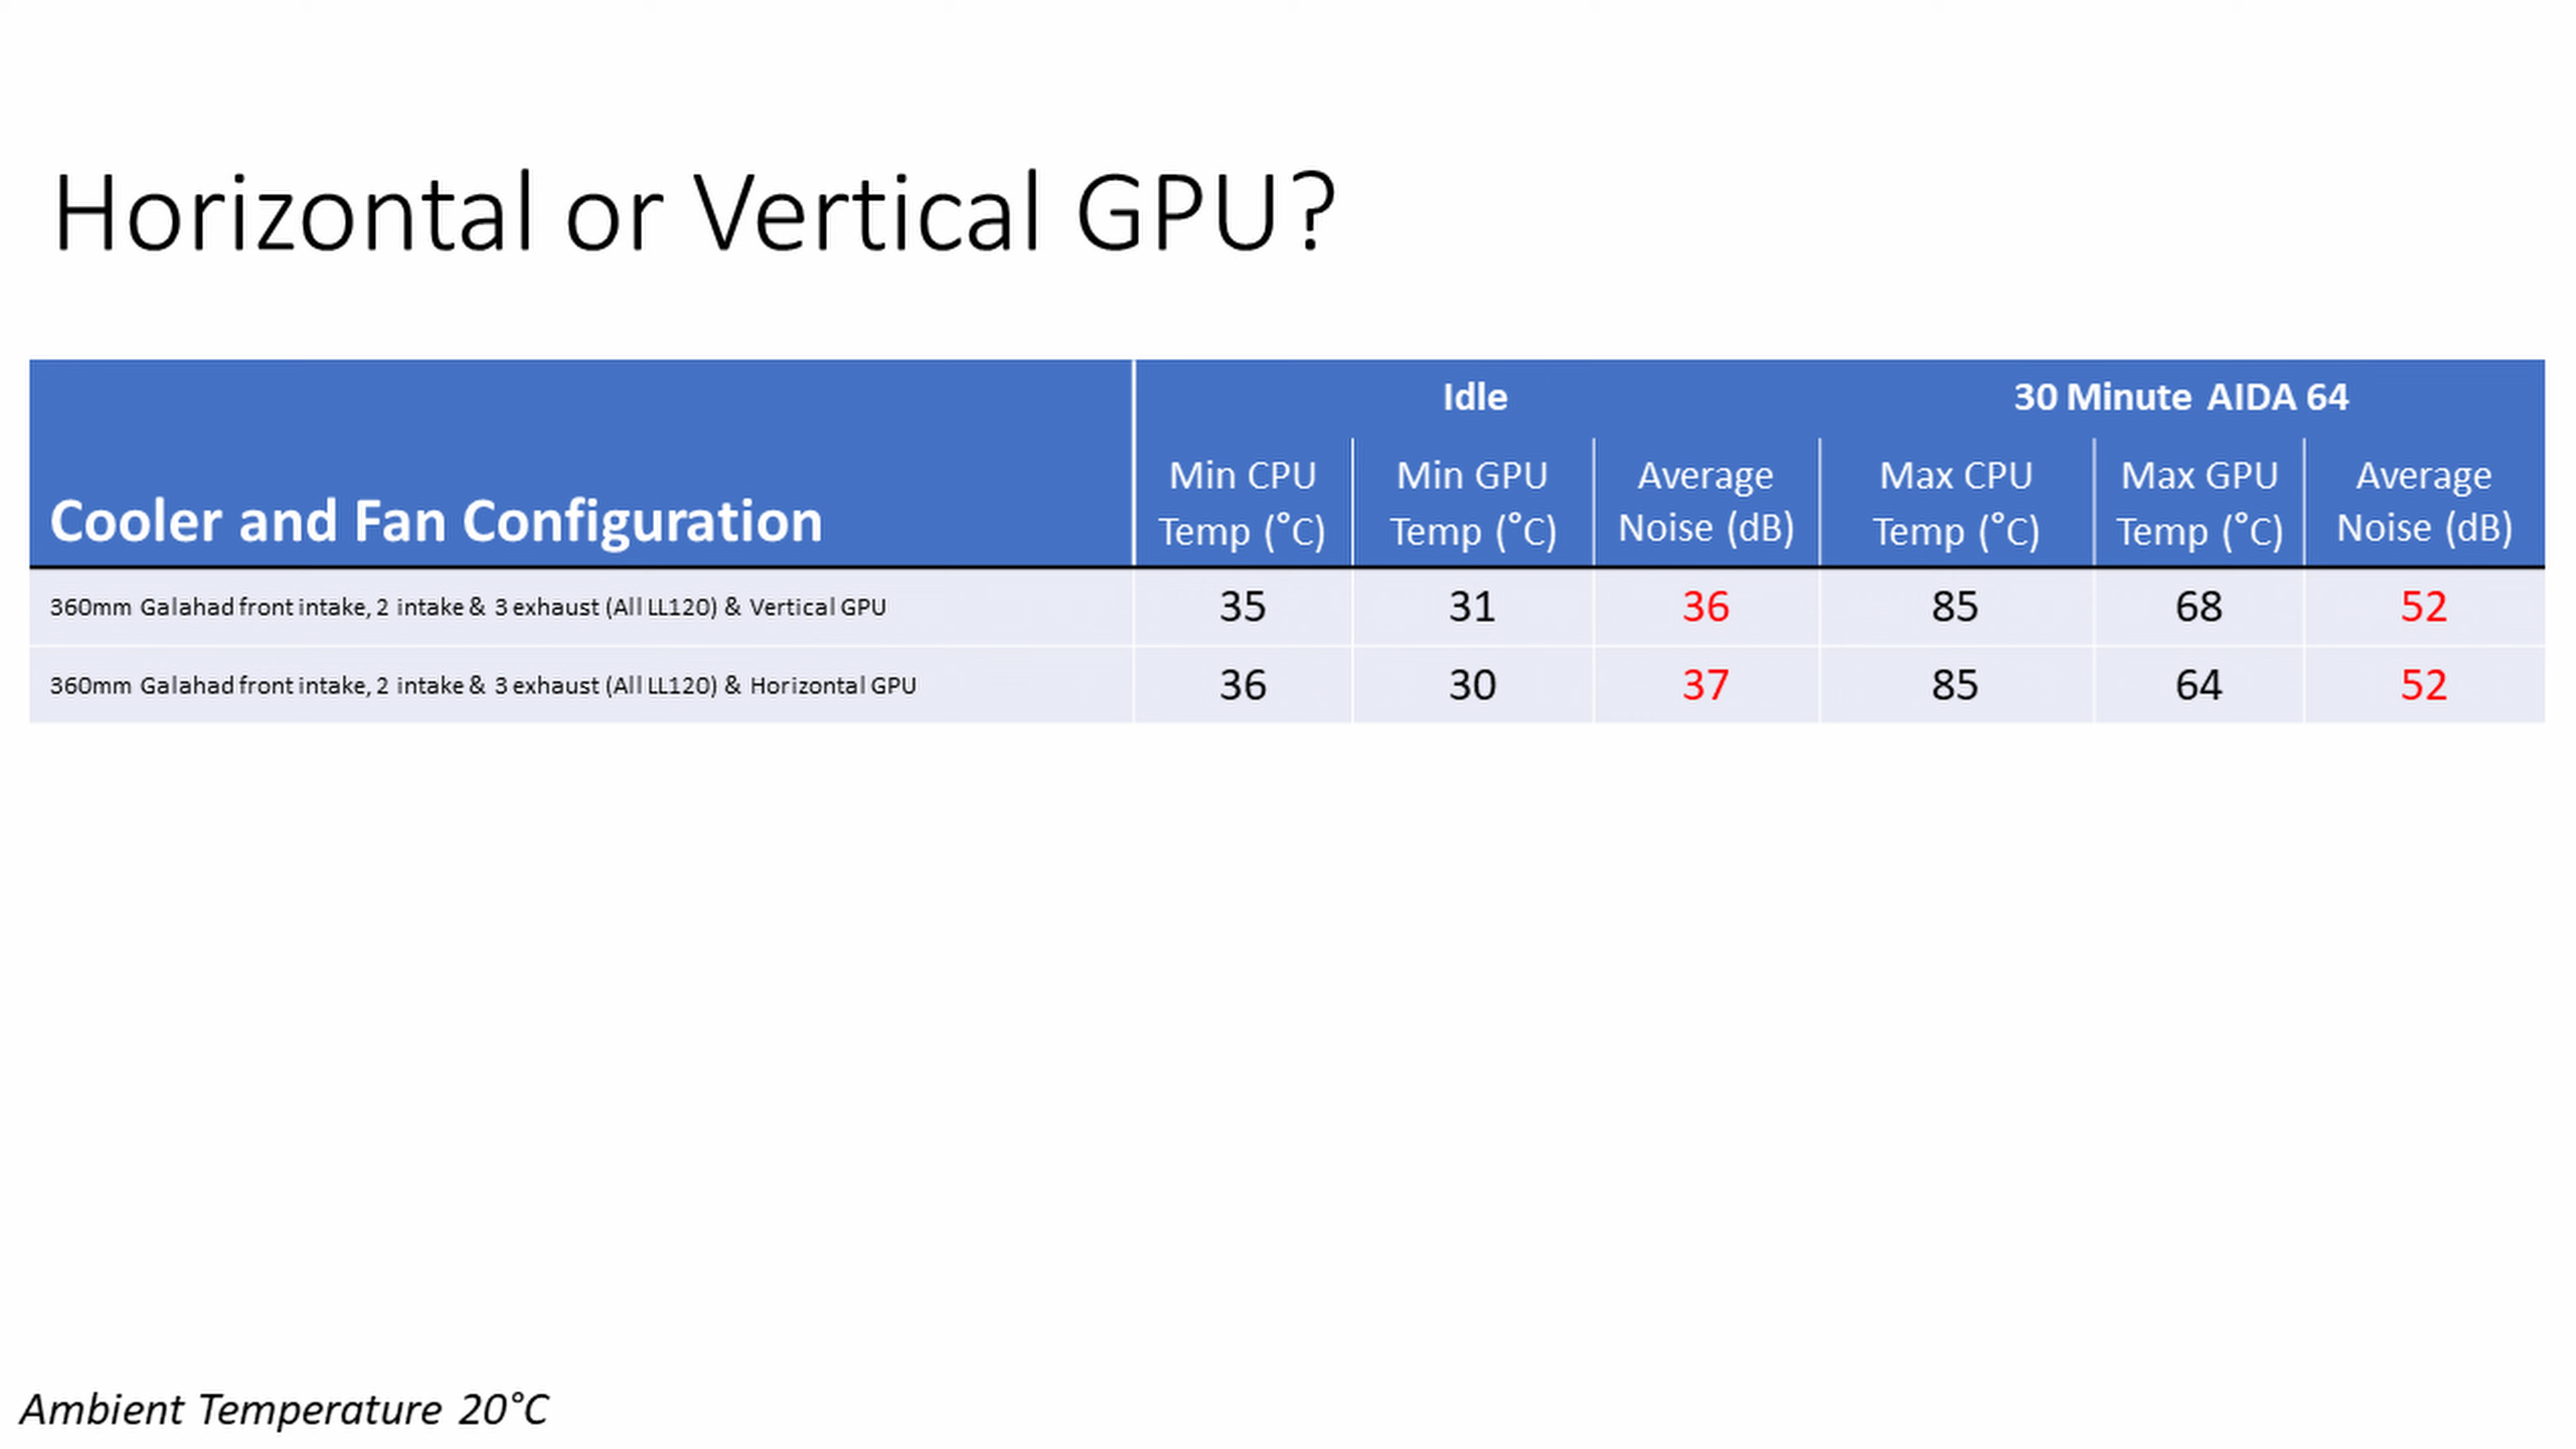 Horizontal or Vertical GPU?
Idle 30 Minute AIDA 64
Cooler and Fan Configuration Min CPU Temp (°C) Min GPU Temp (°C) Average Noise (dB) Max CPU Temp (°C) Max GPU Temp (°C) Average Noise (dB)
360mm Galahad front intake, 2 intake & 3 exhaust (All LL120) & Vertical GPU 35 31 36 85 68 52
360mm Galahad front intake, 2 intake & 3 exhaust (All LL120) & Horizontal GPU 36 30 37 85 64 52
Ambient Temperature 20°C